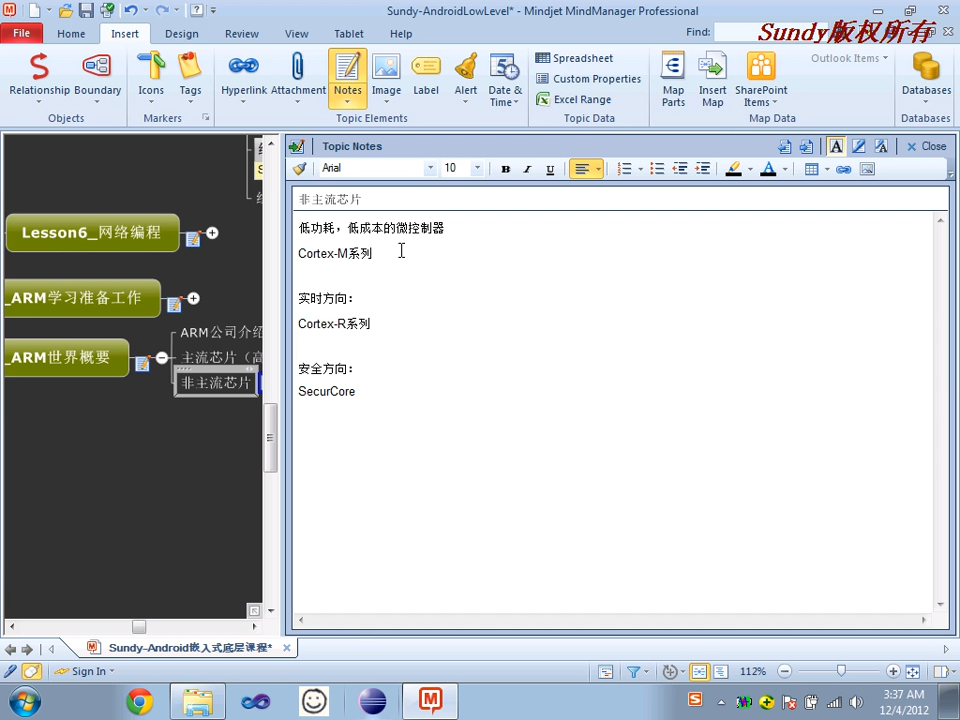 Sundy-AndroidLowLevel* - Mindjet MindManager Professional
File Home Insert Design Review View Tablet Help Find:
Sundy版权所有
Relationship Boundary Icons Tags Hyperlink Attachment Notes Image Label Alert Date & Time Spreadsheet Custom Properties Excel Range Map Parts Insert Map SharePoint Items Outlook Items Databases
Objects Markers Topic Elements Topic Data Map Data Databases
Topic Notes Close
Arial 10
非主流芯片
低功耗，低成本的微控制器
Cortex-M系列
实时方向：
Cortex-R系列
安全方向：
SecurCore
Lesson6_网络编程
_ARM学习准备工作
_ARM世界概要
ARM公司介绍
主流芯片（高
非主流芯片
Sundy-Android嵌入式底层课程*
Sign In 112%
3:37 AM
12/4/2012